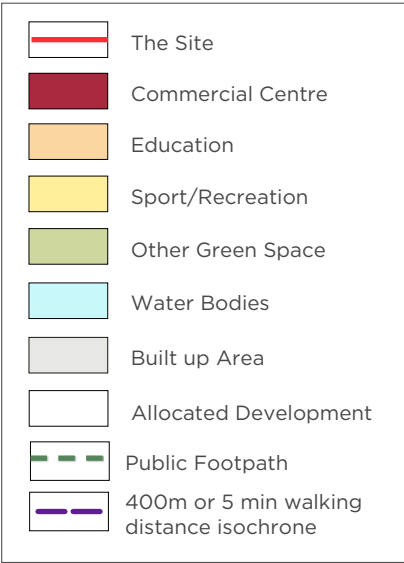 The Site
Commercial Centre
Education
Sport/Recreation
Other Green Space
Water Bodies
Built up Area
Allocated Development
Public Footpath
400m or 5 min walking
distance isochrone